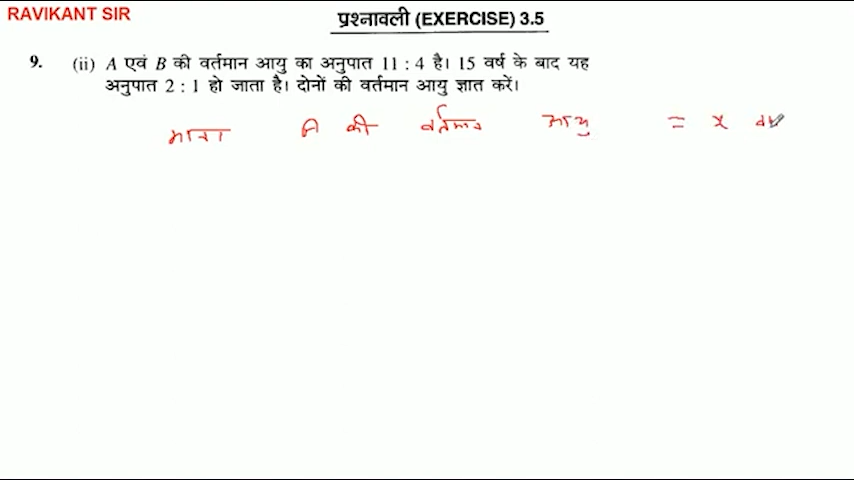 RAVIKANT SIR
प्रश्नावली (EXERCISE) 3.5
9. (ii) A एवं B की वर्तमान आयु का अनुपात 11 : 4 है। 15 वर्ष के बाद यह
अनुपात 2 : 1 हो जाता है। दोनों की वर्तमान आयु ज्ञात करें।
माना A की वर्तमान आयु = x